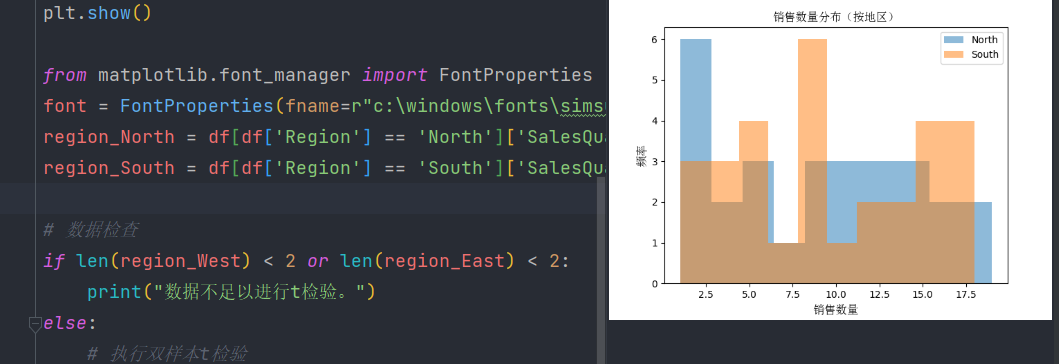 plt.show()
from matplotlib.font_manager import FontProperties
font = FontProperties(fname=r"c:\windows\fonts\sims
region_North = df[df['Region'] == 'North']['SalesQu
region_South = df[df['Region'] == 'South']['SalesQu
# 数据检查
if len(region_West) < 2 or len(region_East) < 2:
print("数据不足以进行t检验。")
else:
# 执行双样本t检验
销售数量分布（按地区）
North
South
频率
6
5
4
3
2
1
0
2.5 5.0 7.5 10.0 12.5 15.0 17.5
销售数量